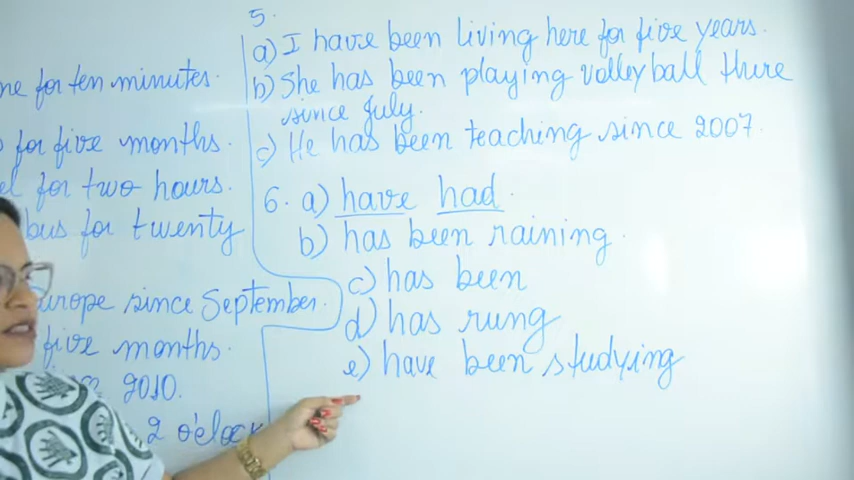 for ten minutes.
for five months.
for two hours.
bus for twenty
Europe since September.
five months.
2010.
2 o'clock
5.
a) I have been living here for five years.
b) She has been playing volleyball there
since July.
c) He has been teaching since 2007.
6. a) have had.
b) has been raining.
c) has been
d) has rung
e) have been studying